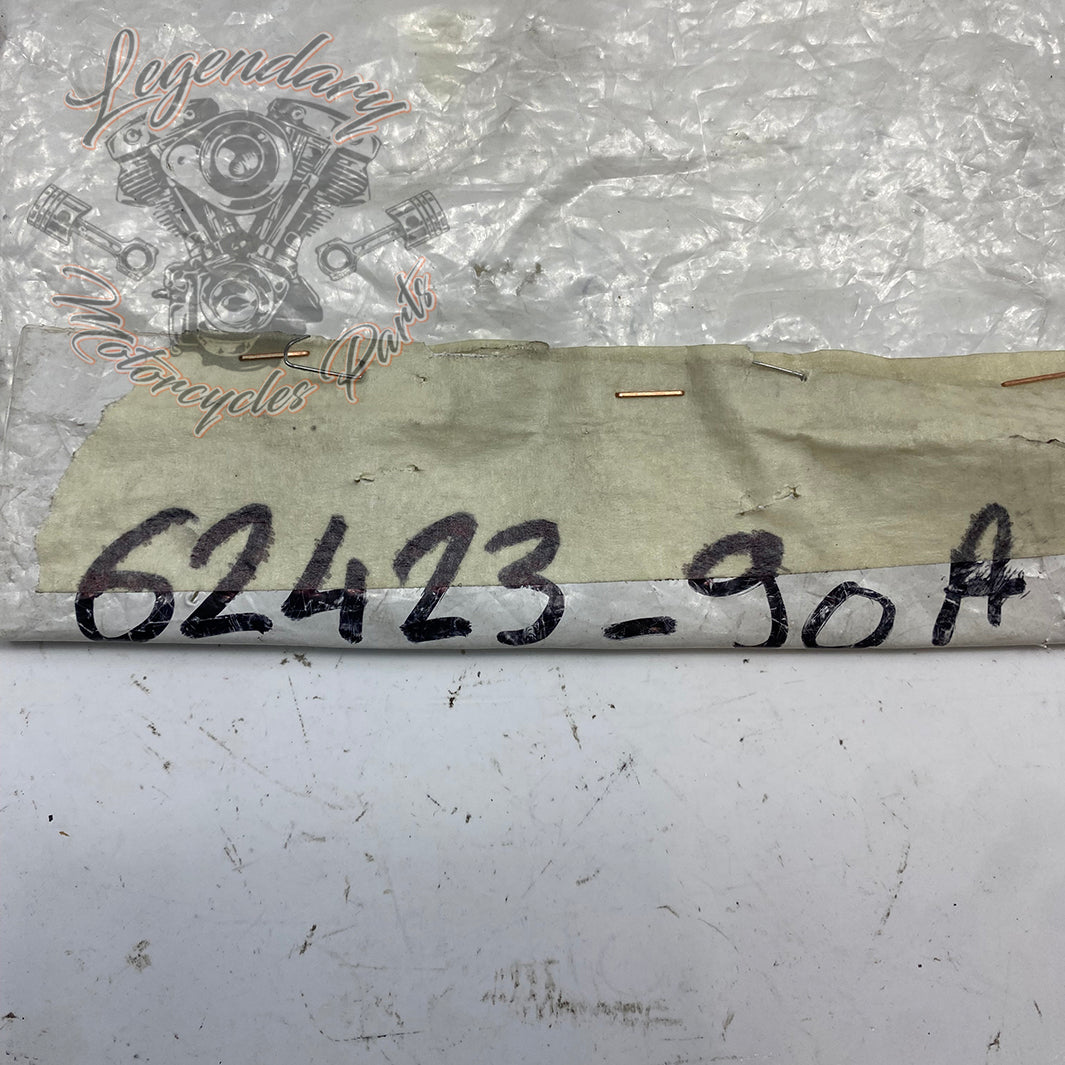 Legendary
Motorcycles Parts
62423-90A